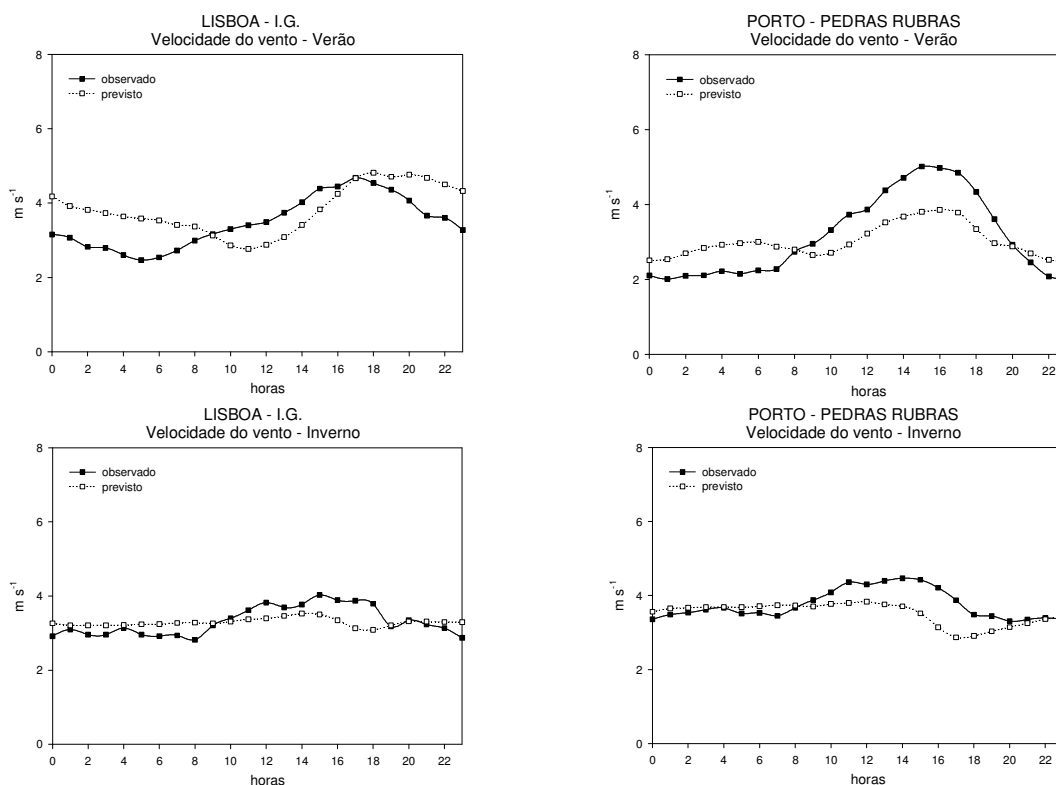 LISBOA - I.G.
Velocidade do vento - Verão
8
6
4
2
0
m s⁻¹
observado
previsto
0 2 4 6 8 10 12 14 16 18 20 22
horas
PORTO - PEDRAS RUBRAS
Velocidade do vento - Verão
8
6
4
2
0
m s⁻¹
observado
previsto
0 2 4 6 8 10 12 14 16 18 20 22
horas
LISBOA - I.G.
Velocidade do vento - Inverno
8
6
4
2
0
m s⁻¹
observado
previsto
0 2 4 6 8 10 12 14 16 18 20 22
horas
PORTO - PEDRAS RUBRAS
Velocidade do vento - Inverno
8
6
4
2
0
m s⁻¹
observado
previsto
0 2 4 6 8 10 12 14 16 18 20 22
horas